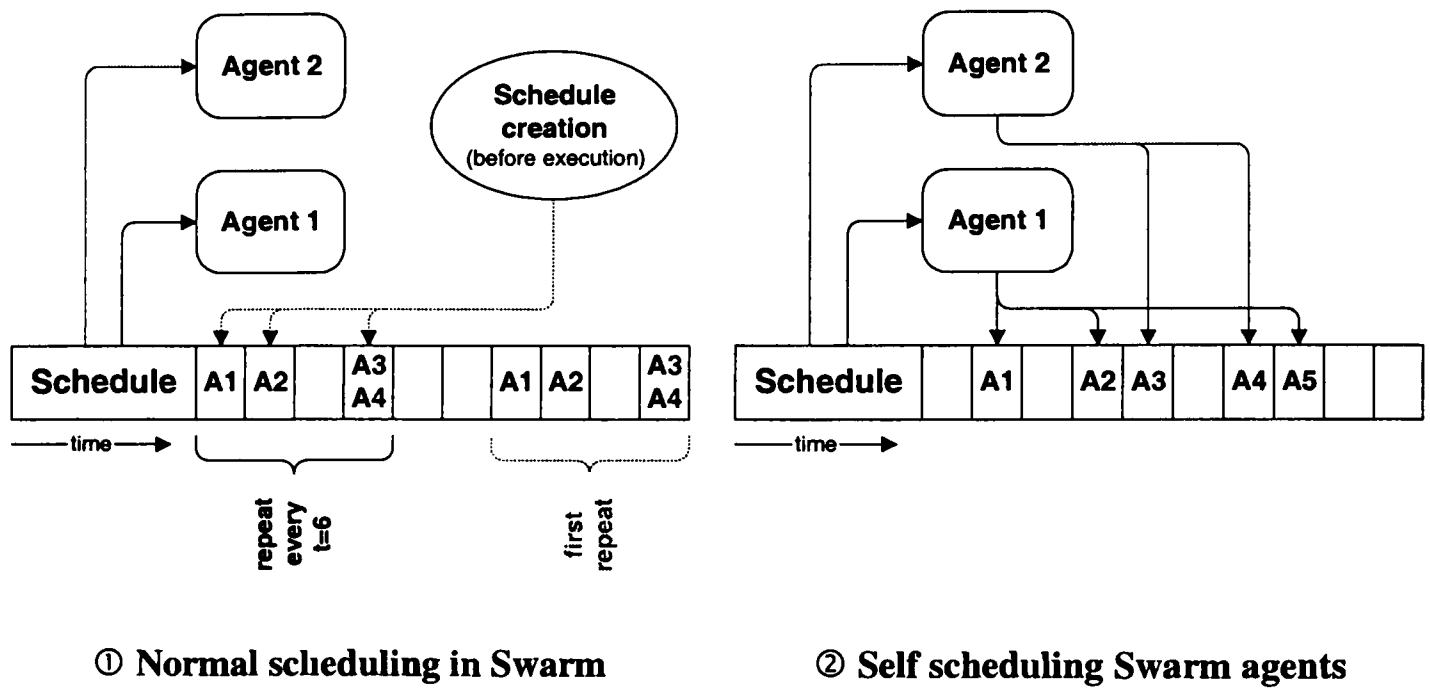 Agent 2
Schedule
creation
(before execution)
Agent 1
Schedule
A1
A2
A3
A4
A1
A2
A3
A4
time
repeat
every
t=6
first
repeat
① Normal scheduling in Swarm
Agent 2
Agent 1
Schedule
A1
A2
A3
A4
A5
time
② Self scheduling Swarm agents